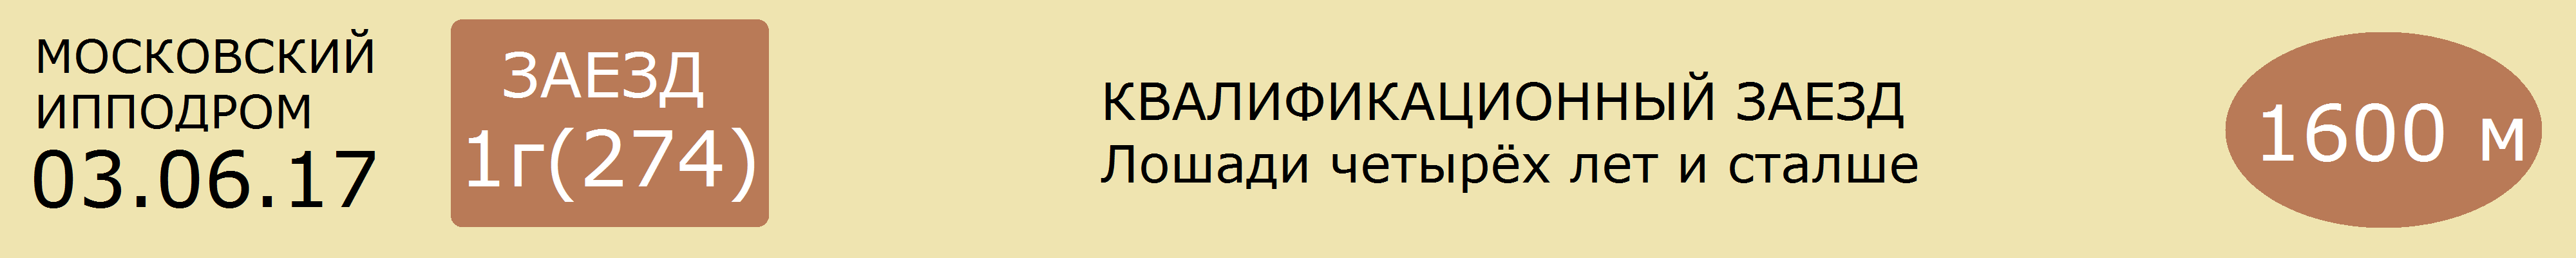 МОСКОВСКИЙ
ИППОДРОМ
03.06.17
ЗАЕЗД
1г(274)
КВАЛИФИКАЦИОННЫЙ ЗАЕЗД
Лошади четырёх лет и сталше
1600 м